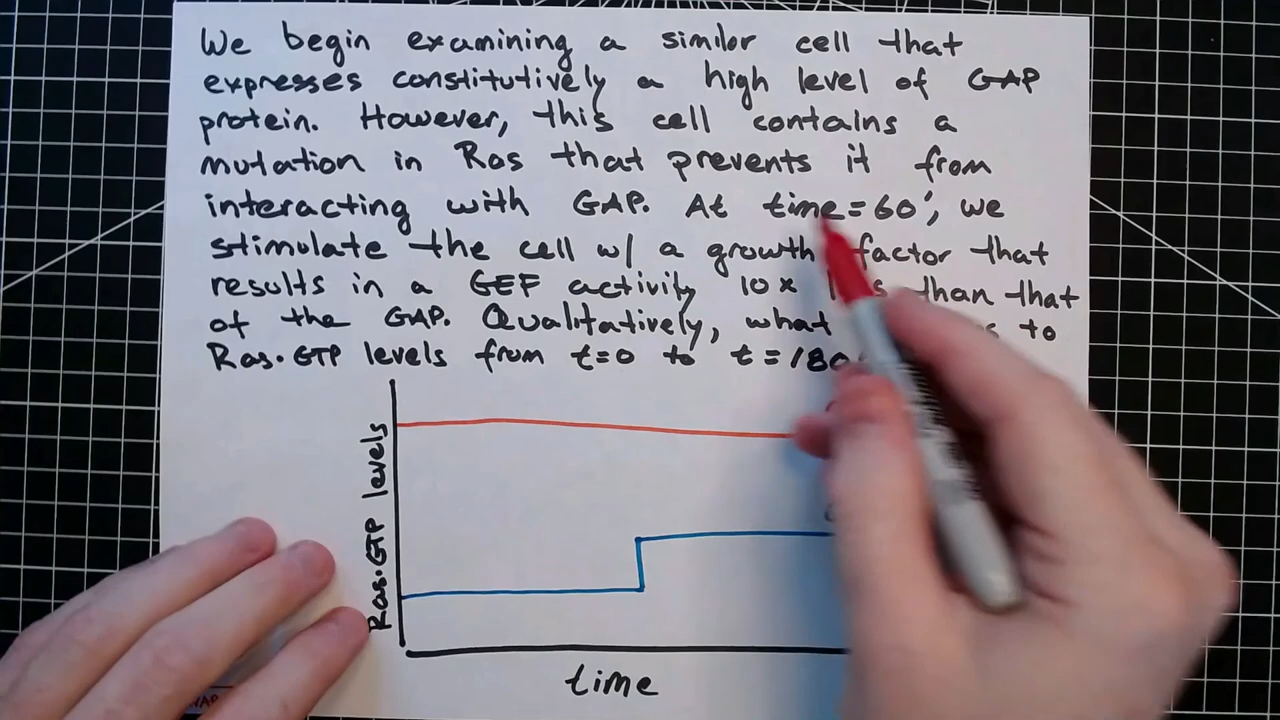 We begin examining a similar cell that
expresses constitutively a high level of GAP
protein. However, this cell contains a
mutation in Ras that prevents it from
interacting with GAP. At time=60', we
stimulate the cell w/ a growth factor that
results in a GEF activity 10x than that
of the GAP. Qualitatively, what to
Ras·GTP levels from t=0 to t=180
Ras·GTP levels
time